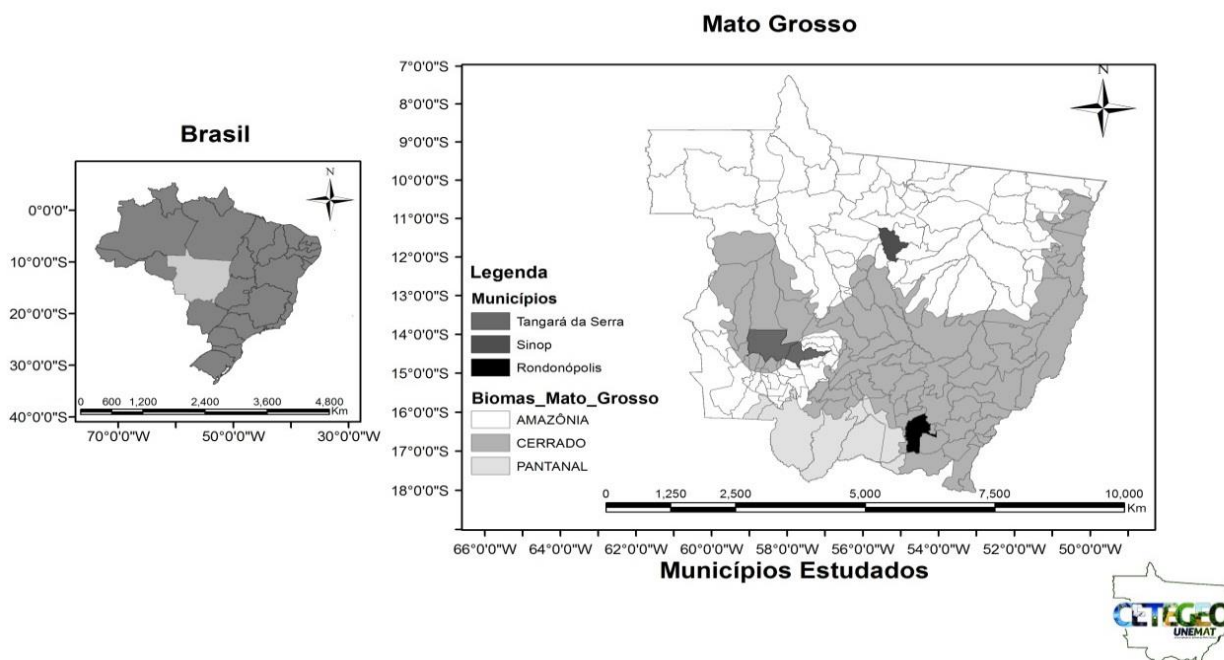 Mato Grosso
Brasil
N
0°0'0"
10°0'0"S
20°0'0"S
30°0'0"S
40°0'0"S
0 600 1,200 2,400 3,600 4,800
Km
70°0'0"W 50°0'0"W 30°0'0"W
7°0'0"S
8°0'0"S
9°0'0"S
10°0'0"S
11°0'0"S
12°0'0"S
13°0'0"S
14°0'0"S
15°0'0"S
16°0'0"S
17°0'0"S
18°0'0"S
N
Legenda
Municípios
Tangará da Serra
Sinop
Rondonópolis
Biomas_Mato_Grosso
AMAZÔNIA
CERRADO
PANTANAL
0 1,250 2,500 5,000 7,500 10,000
Km
66°0'0"W 64°0'0"W 62°0'0"W 60°0'0"W 58°0'0"W 56°0'0"W 54°0'0"W 52°0'0"W 50°0'0"W
Municípios Estudados
CETEGEO
UNEMAT